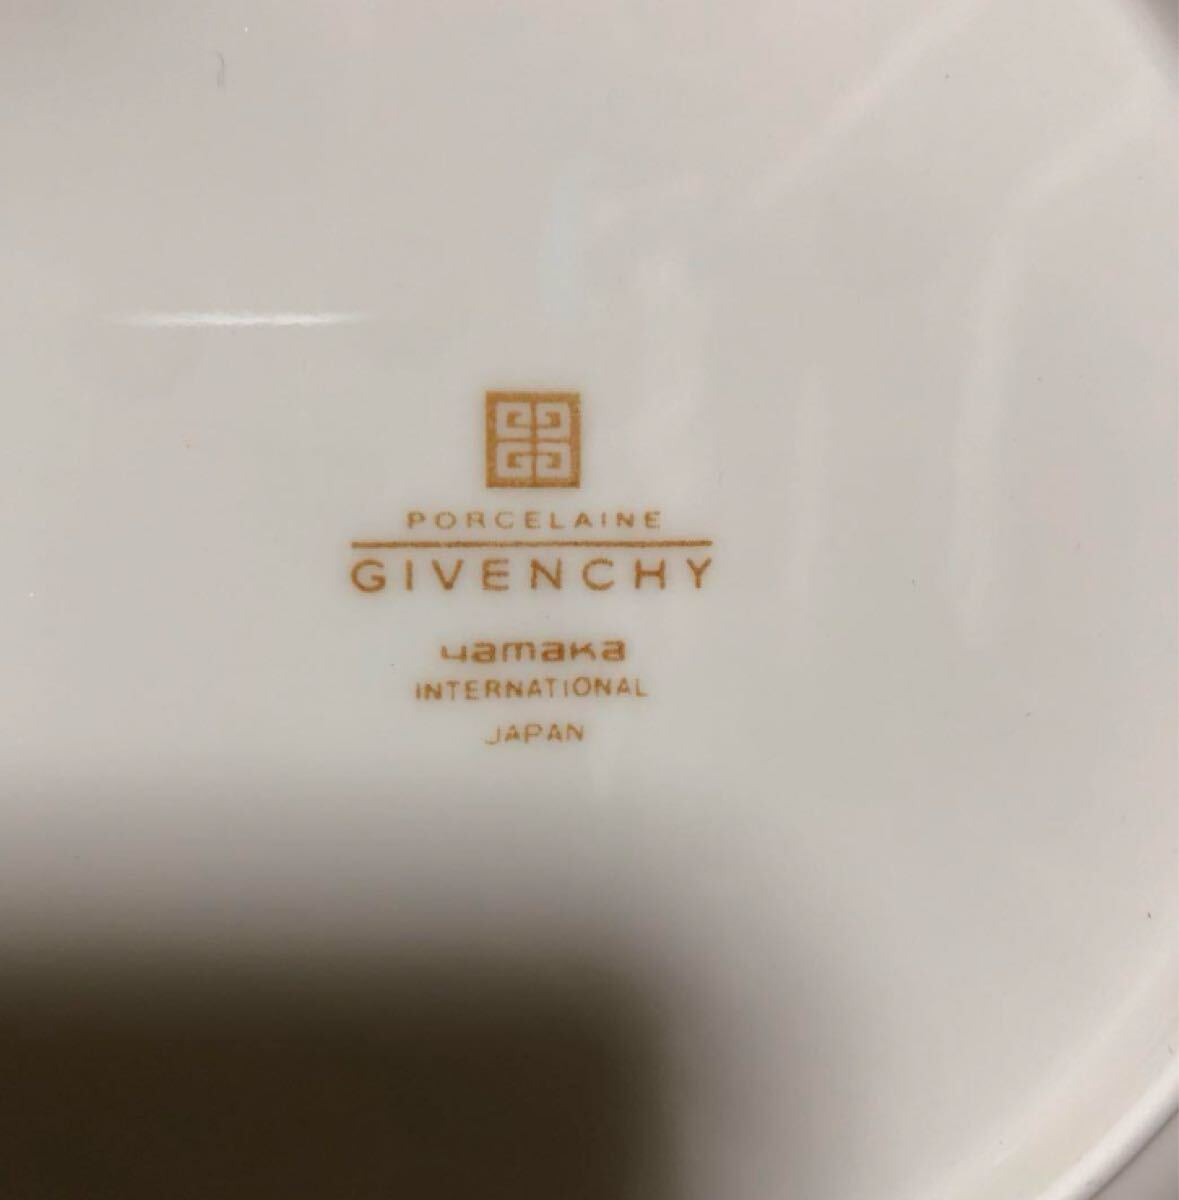 PORCELAINE
GIVENCHY
yamaka
INTERNATIONAL
JAPAN